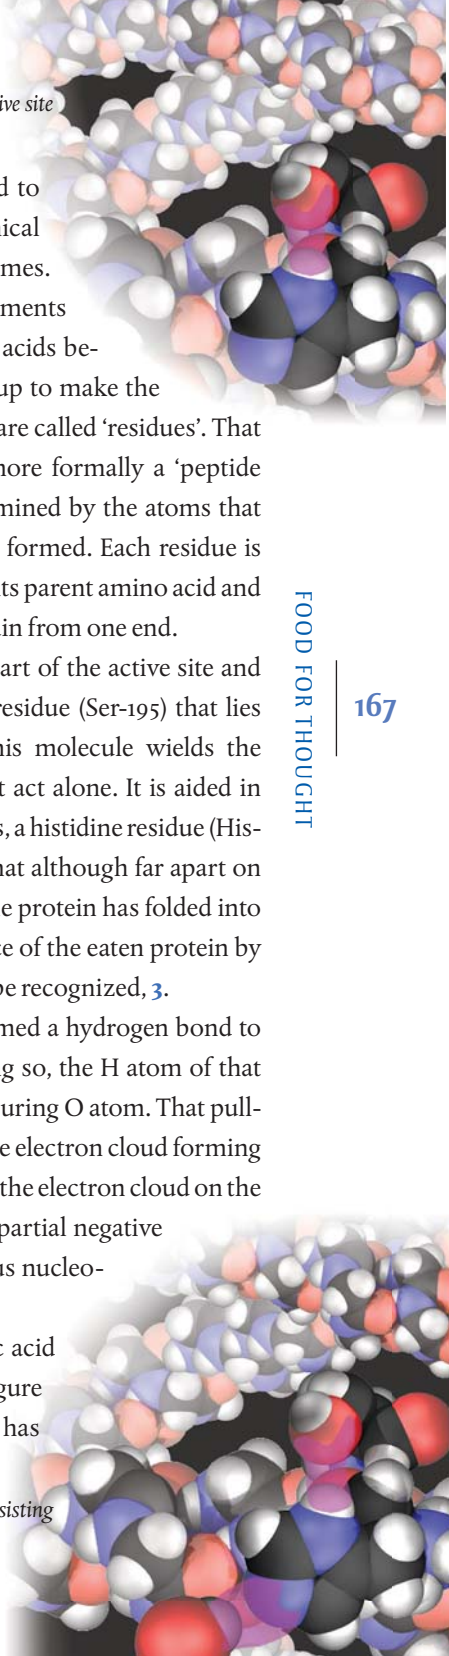 ive site
d to
nical
mes.
ments
acids be-
up to make the
are called ‘residues’. That
more formally a ‘peptide
mined by the atoms that
formed. Each residue is
its parent amino acid and
in from one end.
art of the active site and
residue (Ser-195) that lies
his molecule wields the
t act alone. It is aided in
s, a histidine residue (His-
hat although far apart on
e protein has folded into
ce of the eaten protein by
be recognized, 3.
med a hydrogen bond to
ng so, the H atom of that
uring O atom. That pull-
e electron cloud forming
the electron cloud on the
partial negative
us nucleo-
c acid
gure
has
sisting
FOOD FOR THOUGHT
167